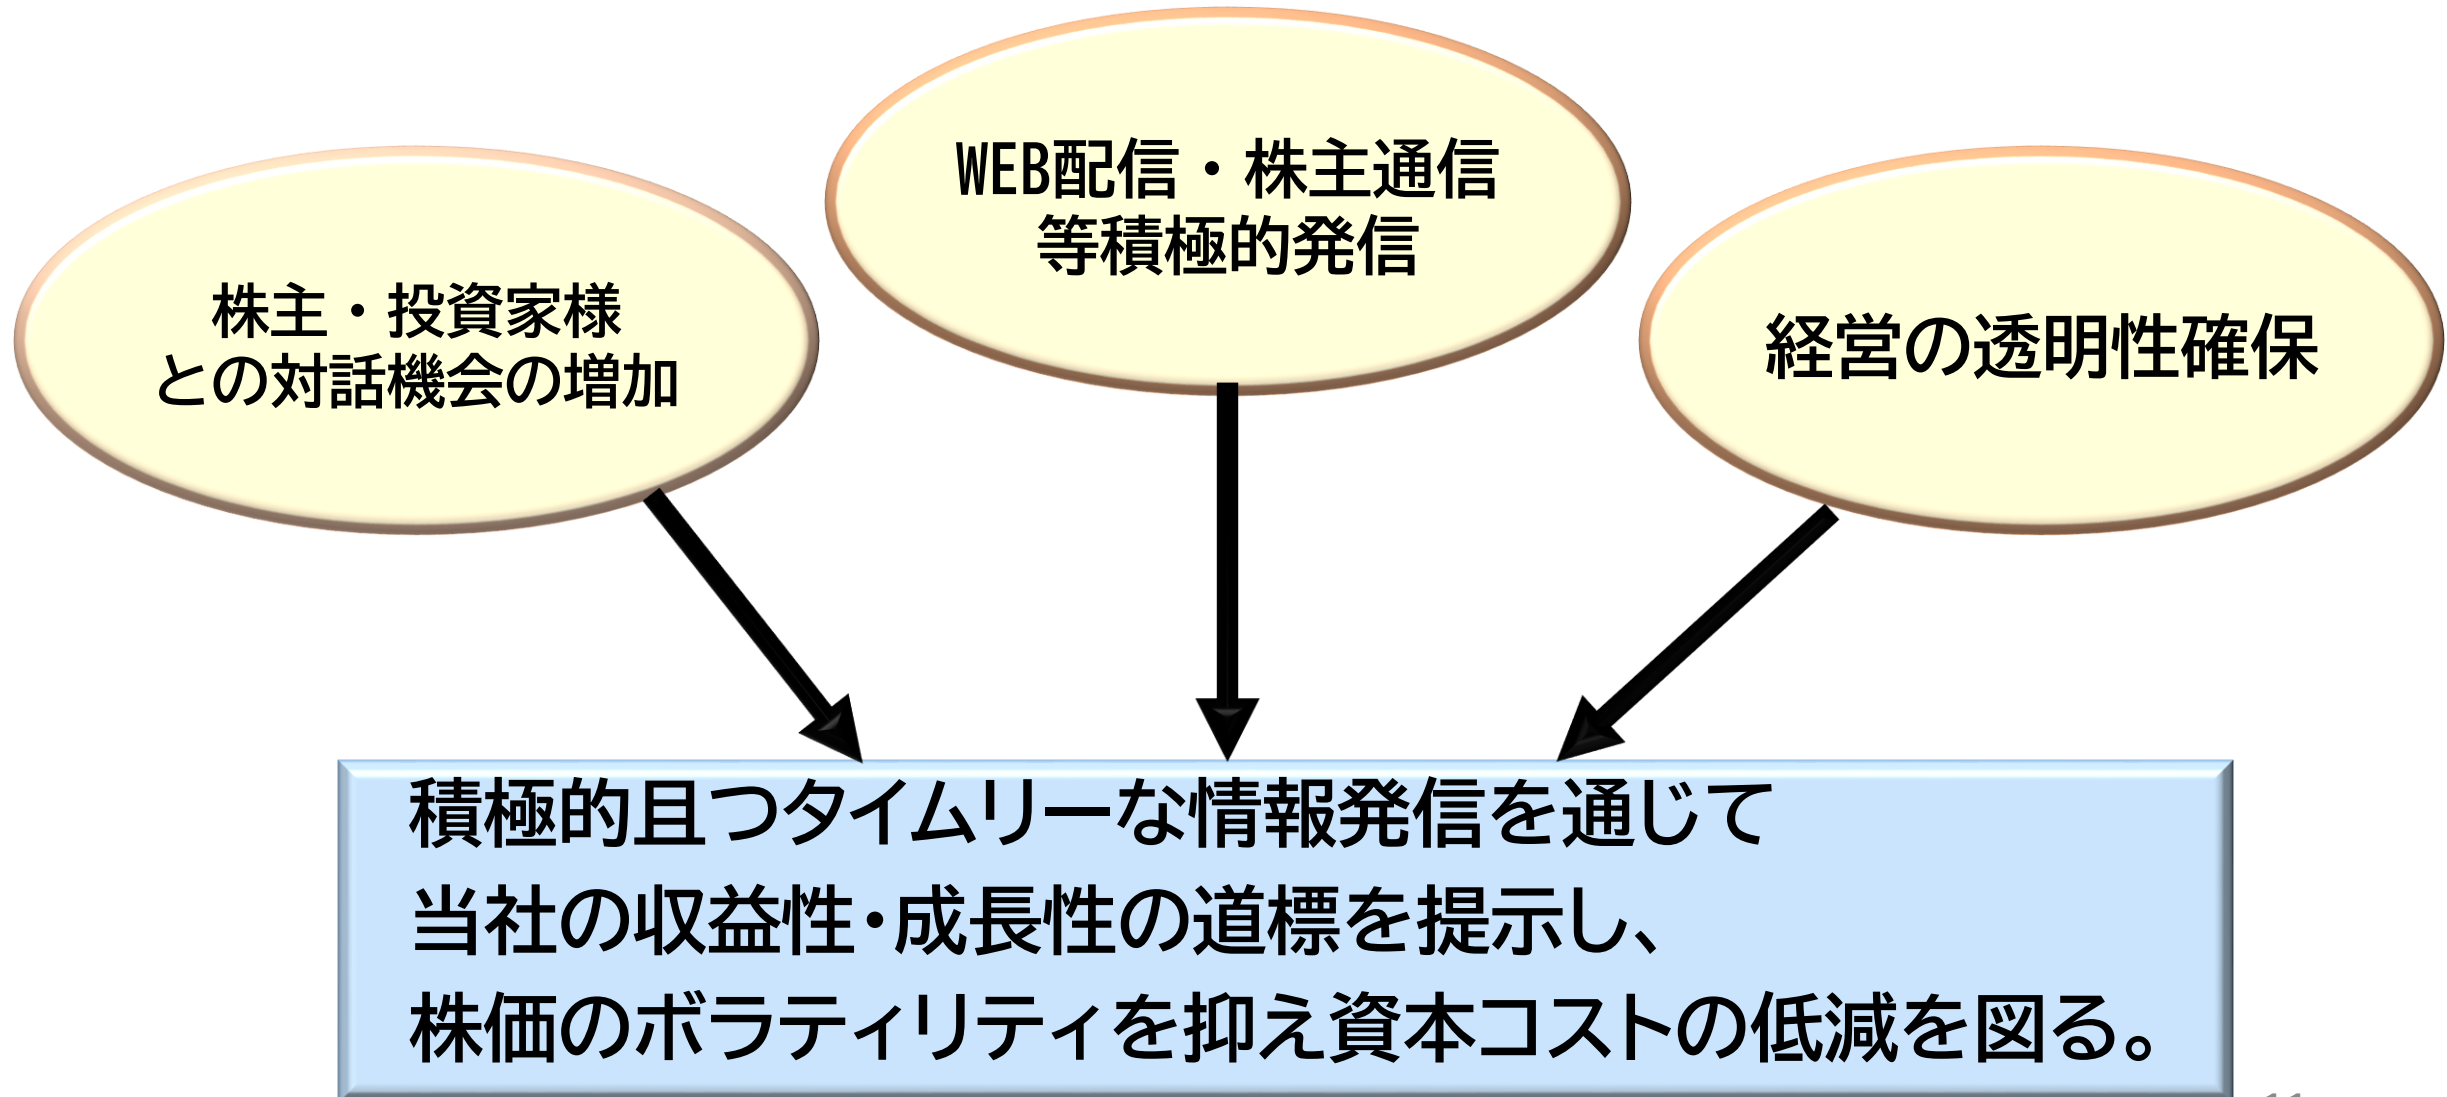 WEB配信・株主通信
等積極的発信
株主・投資家様
との対話機会の増加
経営の透明性確保
積極的且つタイムリーな情報発信を通じて
当社の収益性・成長性の道標を提示し、
株価のボラティリティを抑え資本コストの低減を図る。